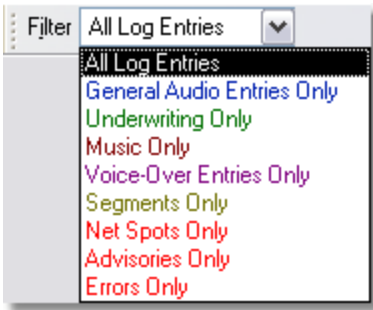 Filter All Log Entries
All Log Entries
General Audio Entries Only
Underwriting Only
Music Only
Voice-Over Entries Only
Segments Only
Net Spots Only
Advisories Only
Errors Only